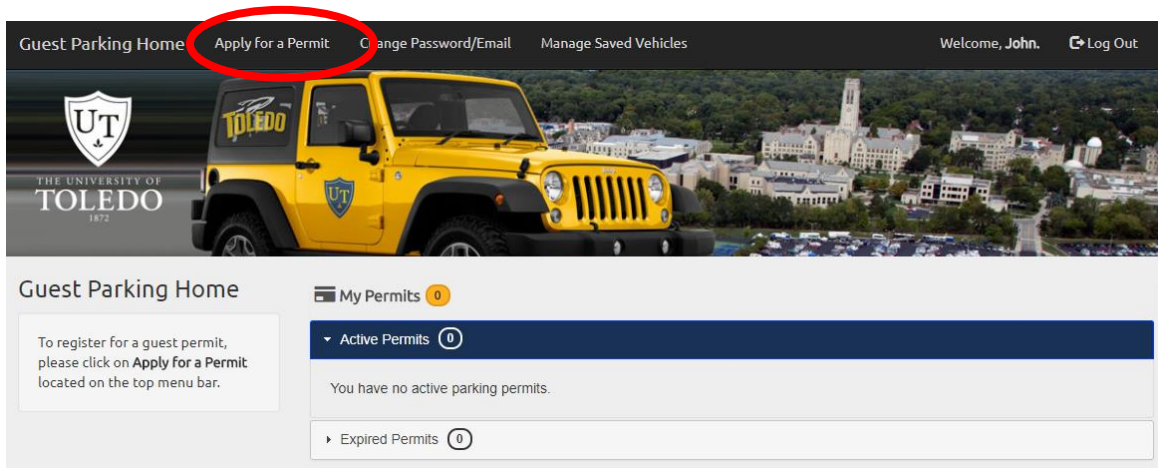 Guest Parking Home Apply for a Permit Change Password/Email Manage Saved Vehicles Welcome, John. Log Out
UT
THE UNIVERSITY OF
TOLEDO
1872
TOLEDO
UT
Guest Parking Home
To register for a guest permit,
please click on Apply for a Permit
located on the top menu bar.
My Permits 0
Active Permits 0
You have no active parking permits.
Expired Permits 0